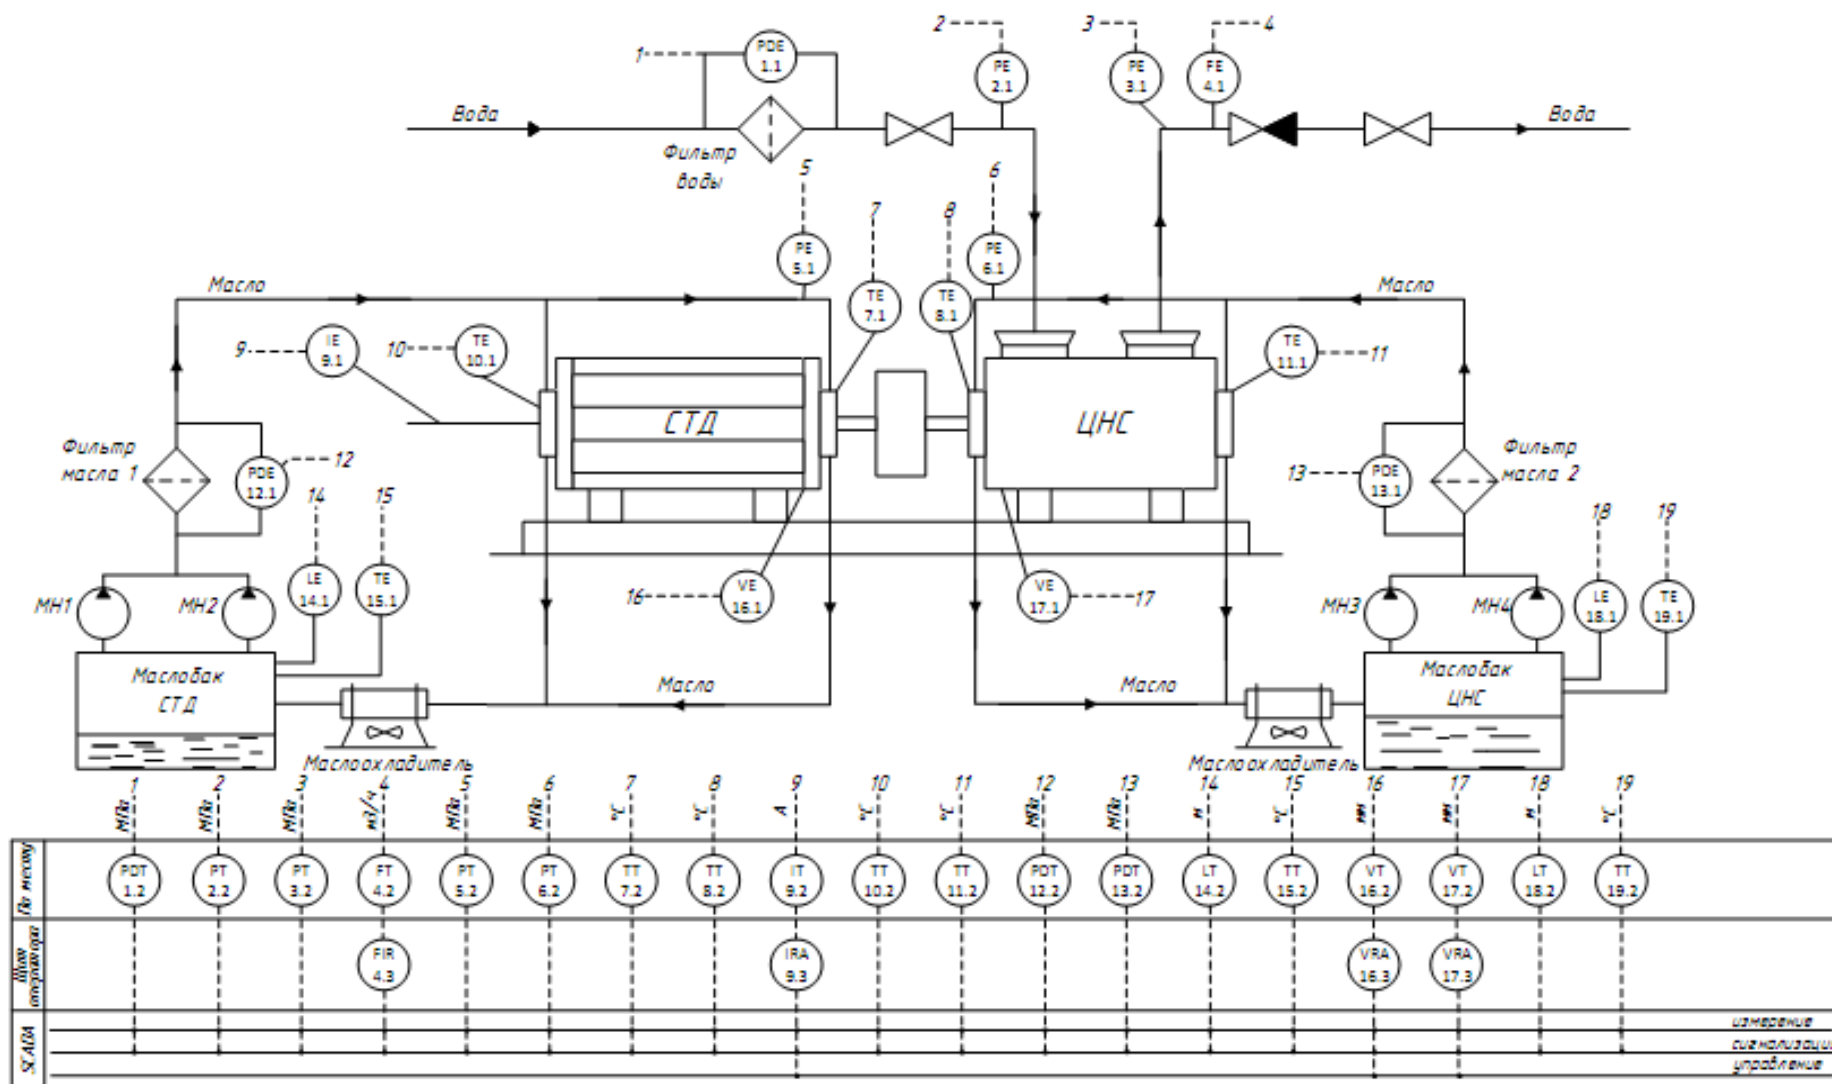 2
3
4
1
PDE
1.1
PE
2.1
PE
3.1
FE
4.1
Вода
Вода
Фильтр
воды
5
6
7
8
PE
5.1
PE
6.1
Масло
TE
7.1
TE
8.1
Масло
9
IE
9.1
10
TE
10.1
TE
11.1
11
СТД
ЦНС
Фильтр
масла 1
12
PDE
12.1
13
PDE
13.1
Фильтр
масла 2
14
15
18
19
МН1
МН2
LE
14.1
TE
15.1
16
VE
16.1
VE
17.1
17
МН3
МН4
LE
18.1
TE
19.1
Маслобак
СТД
Масло
Масло
Маслобак
ЦНС
Маслоохладитель
Маслоохладитель
1 2 3 4 5 6 7 8 9 10 11 12 13 14 15 16 17 18 19
МПа МПа МПа м3/ч МПа МПа °С °С А °С °С МПа МПа м °С мм мм м °С
По месту
PDT 1.2
PT 2.2
PT 3.2
FT 4.2
PT 5.2
PT 6.2
TT 7.2
TT 8.2
IT 9.2
TT 10.2
TT 11.2
PDT 12.2
PDT 13.2
LT 14.2
TT 15.2
VT 16.2
VT 17.2
LT 18.2
TT 19.2
Щит
оператора
FIR 4.3
IRA 9.3
VRA 16.3
VRA 17.3
SCADA
измерение
сигнализаци
управление